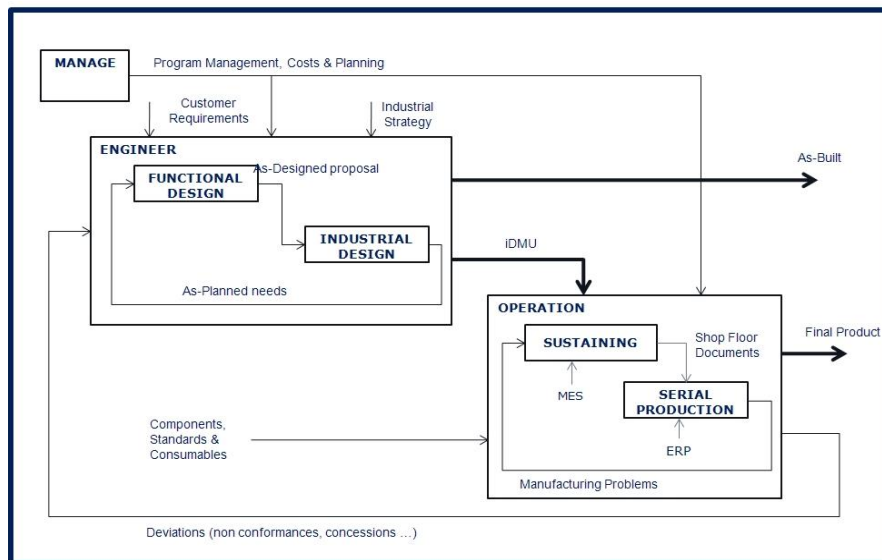 MANAGE
Program Management, Costs & Planning
Customer
Requirements
Industrial
Strategy
ENGINEER
As-Designed proposal
FUNCTIONAL
DESIGN
INDUSTRIAL
DESIGN
As-Planned needs
As-Built
iDMU
OPERATION
SUSTAINING
Shop Floor
Documents
MES
SERIAL
PRODUCTION
ERP
Manufacturing Problems
Final Product
Components,
Standards &
Consumables
Deviations (non conformances, concessions ...)